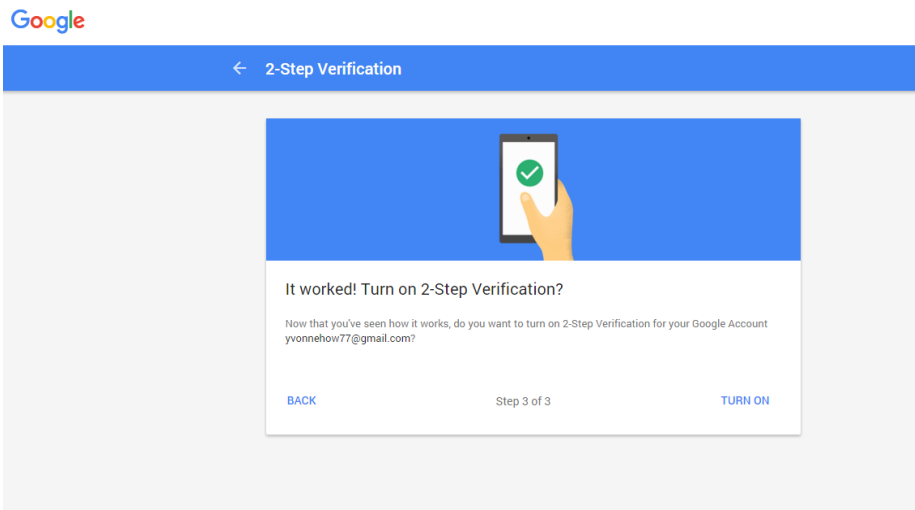 Google
← 2-Step Verification
It worked! Turn on 2-Step Verification?
Now that you've seen how it works, do you want to turn on 2-Step Verification for your Google Account
yvonnehow77@gmail.com?
BACK Step 3 of 3 TURN ON